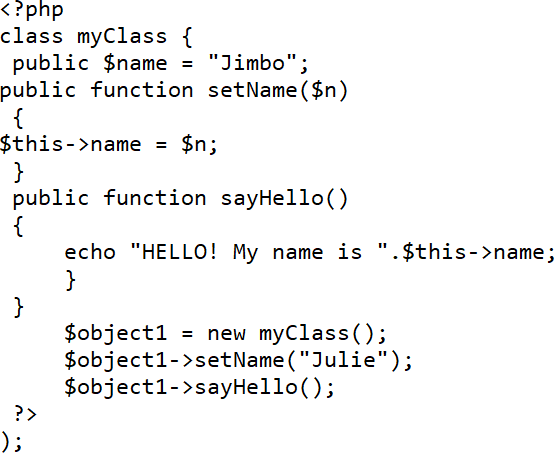 <?php
class myClass {
 public $name = "Jimbo";
public function setName($n)
 {
$this->name = $n;
 }
 public function sayHello()
 {
     echo "HELLO! My name is ".$this->name;
     }
 }
     $object1 = new myClass();
     $object1->setName("Julie");
     $object1->sayHello();
 ?>
);